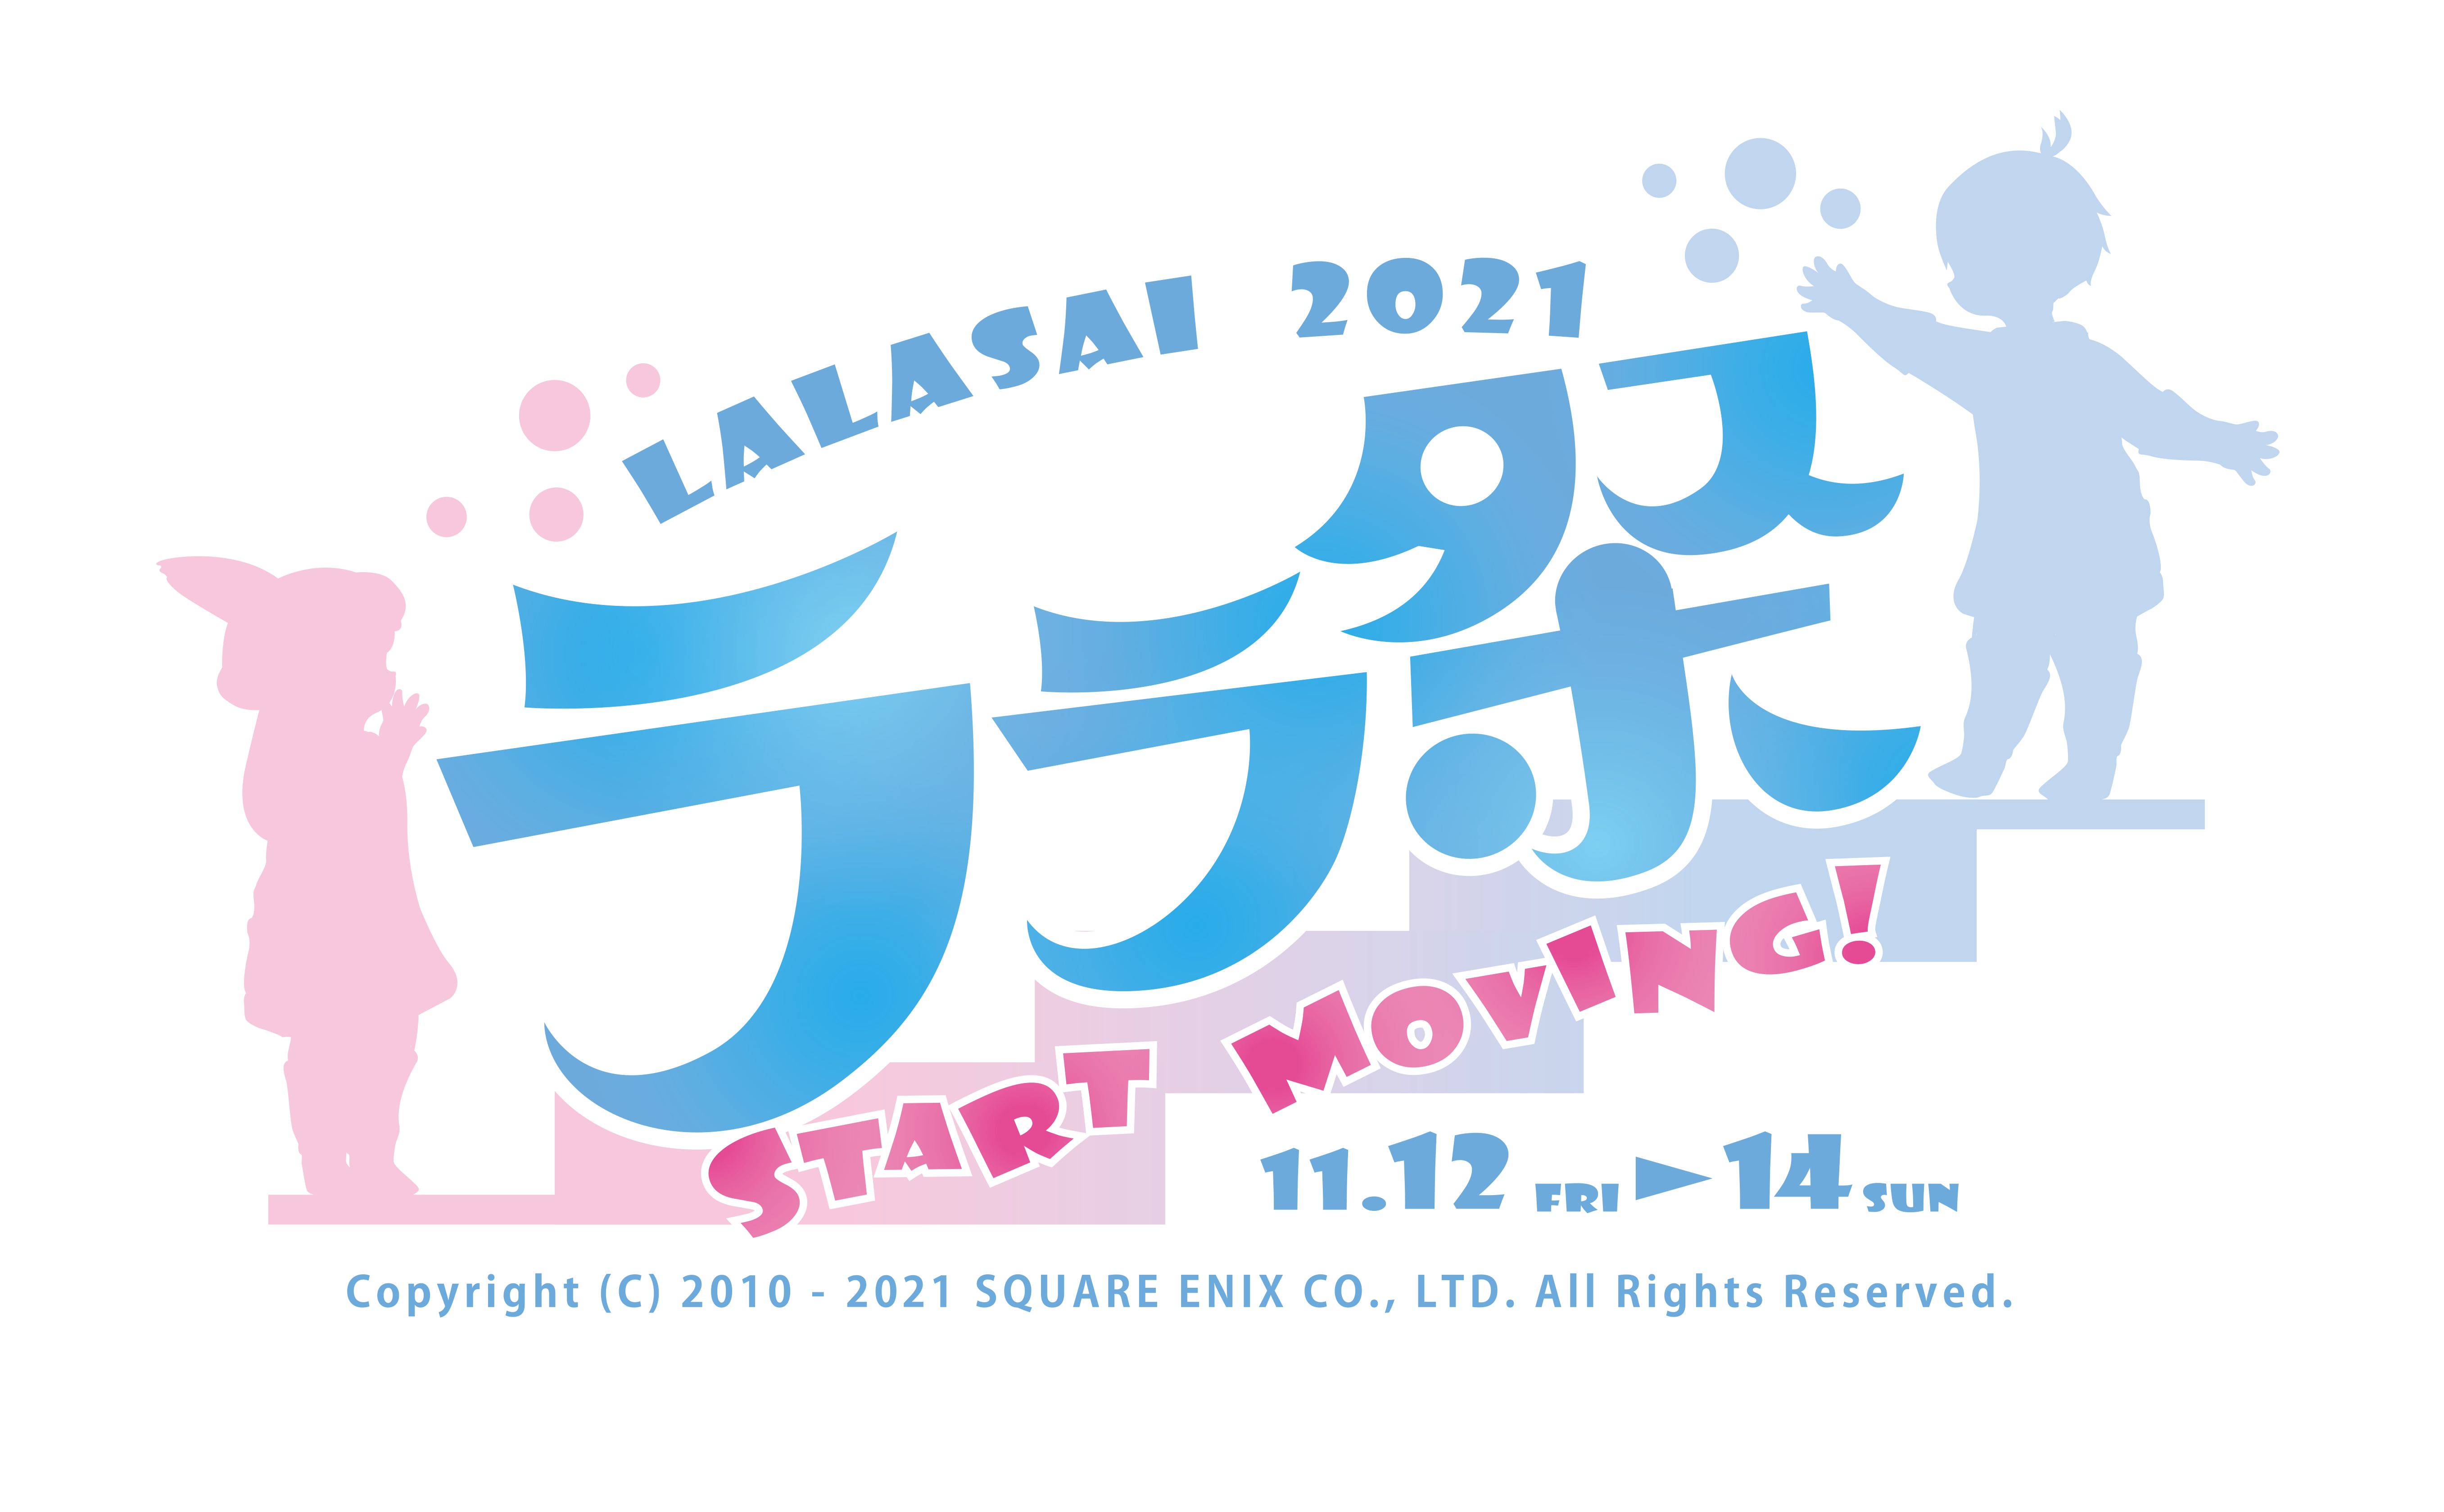 LALASAI 2021
ララ祭
START MOVING!
11.12 FRI ▶ 14 SUN
Copyright (C) 2010 - 2021 SQUARE ENIX CO., LTD. All Rights Reserved.